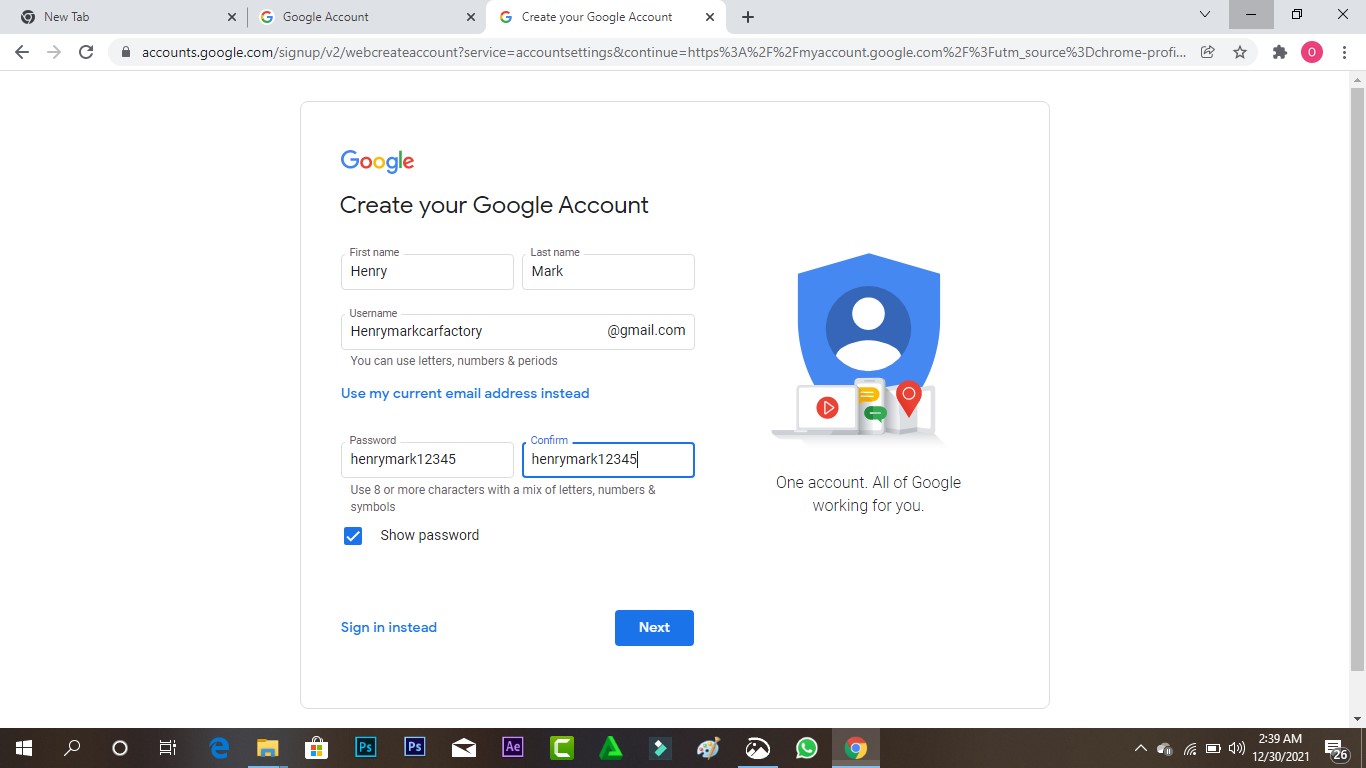 New Tab
Google Account
Create your Google Account
accounts.google.com/signup/v2/webcreateaccount?service=accountsettings&continue=https%3A%2F%2Fmyaccount.google.com%2F%3Futm_source%3Dchrome-profi...
O
Google
Create your Google Account
First name
Last name
Henry
Mark
Username
Henrymarkcarfactory
@gmail.com
You can use letters, numbers & periods
Use my current email address instead
Password
Confirm
henrymark12345
henrymark12345
Use 8 or more characters with a mix of letters, numbers &
symbols
Show password
One account. All of Google
working for you.
Sign in instead
Next
Ps
Ps
Ae
C
2:39 AM
12/30/2021
26